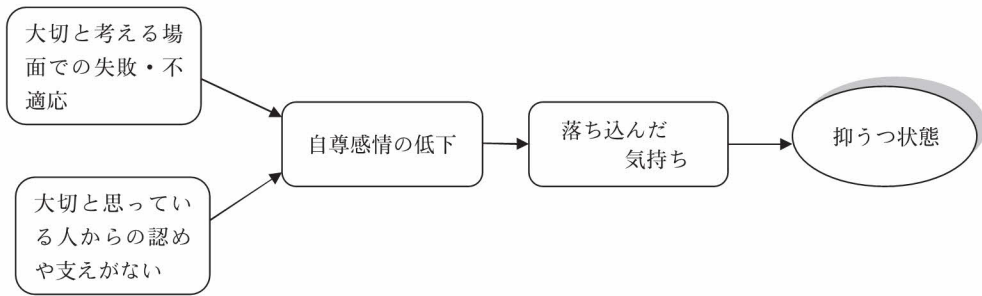 大切と考える場
面での失敗・不
適応
大切と思ってい
る人からの認め
や支えがない
自尊感情の低下
落ち込んだ
気持ち
抑うつ状態